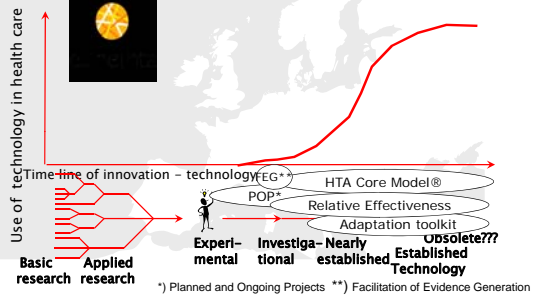 Use of technology in health care
Time line of innovation - technology
FEG**
HTA Core Model®
POP*
Relative Effectiveness
Adaptation toolkit
Obsolete???
Experi-
mental
Investiga-
tional
Nearly
established
Established
Technology
Basic
research
Applied
research
*) Planned and Ongoing Projects **) Facilitation of Evidence Generation